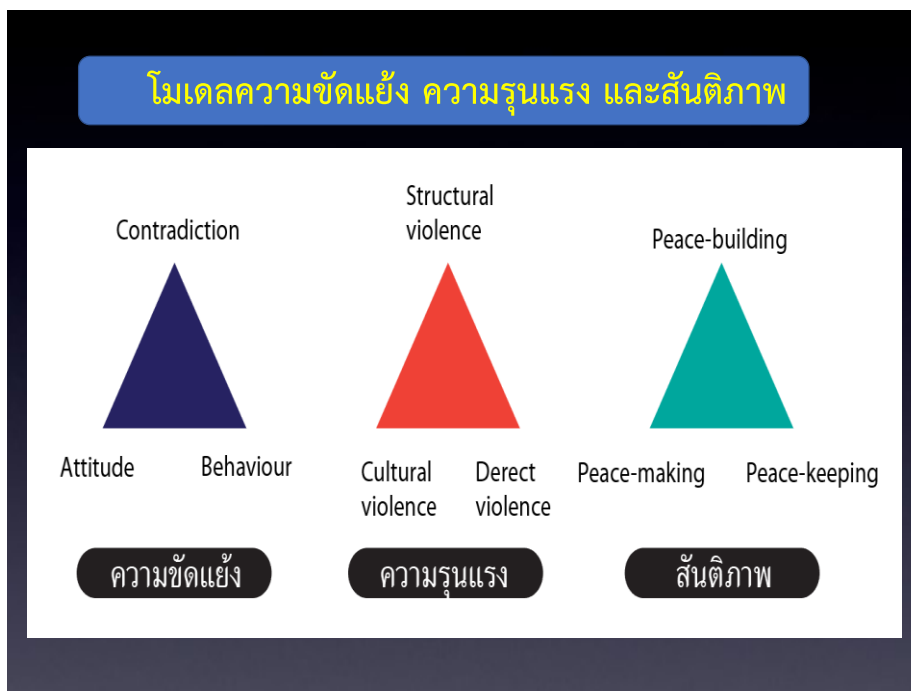 โมเดลความขัดแย้ง ความรุนแรง และสันติภาพ
Contradiction
Attitude
Behaviour
ความขัดแย้ง
Structural
violence
Cultural
violence
Derect
violence
ความรุนแรง
Peace-building
Peace-making
Peace-keeping
สันติภาพ